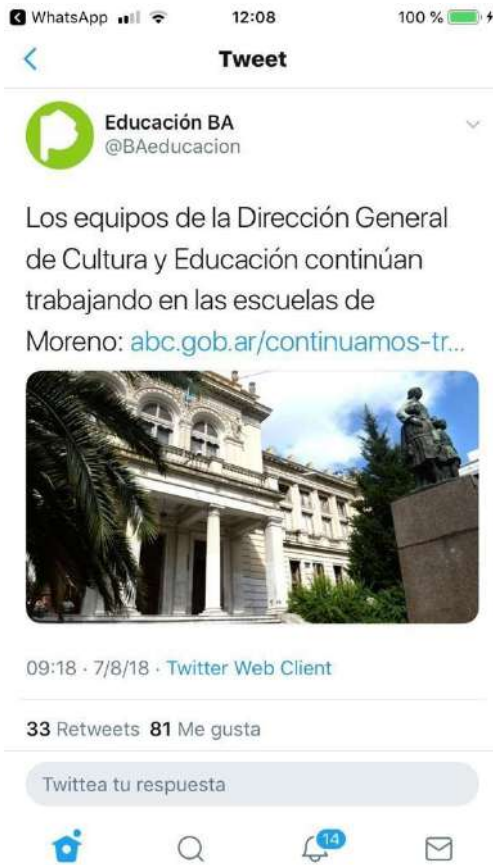 WhatsApp 12:08 100 %
Tweet
Educación BA
@BAeducacion
Los equipos de la Dirección General
de Cultura y Educación continúan
trabajando en las escuelas de
Moreno: abc.gob.ar/continuamos-tr...
09:18 · 7/8/18 · Twitter Web Client
33 Retweets 81 Me gusta
Twittea tu respuesta
14